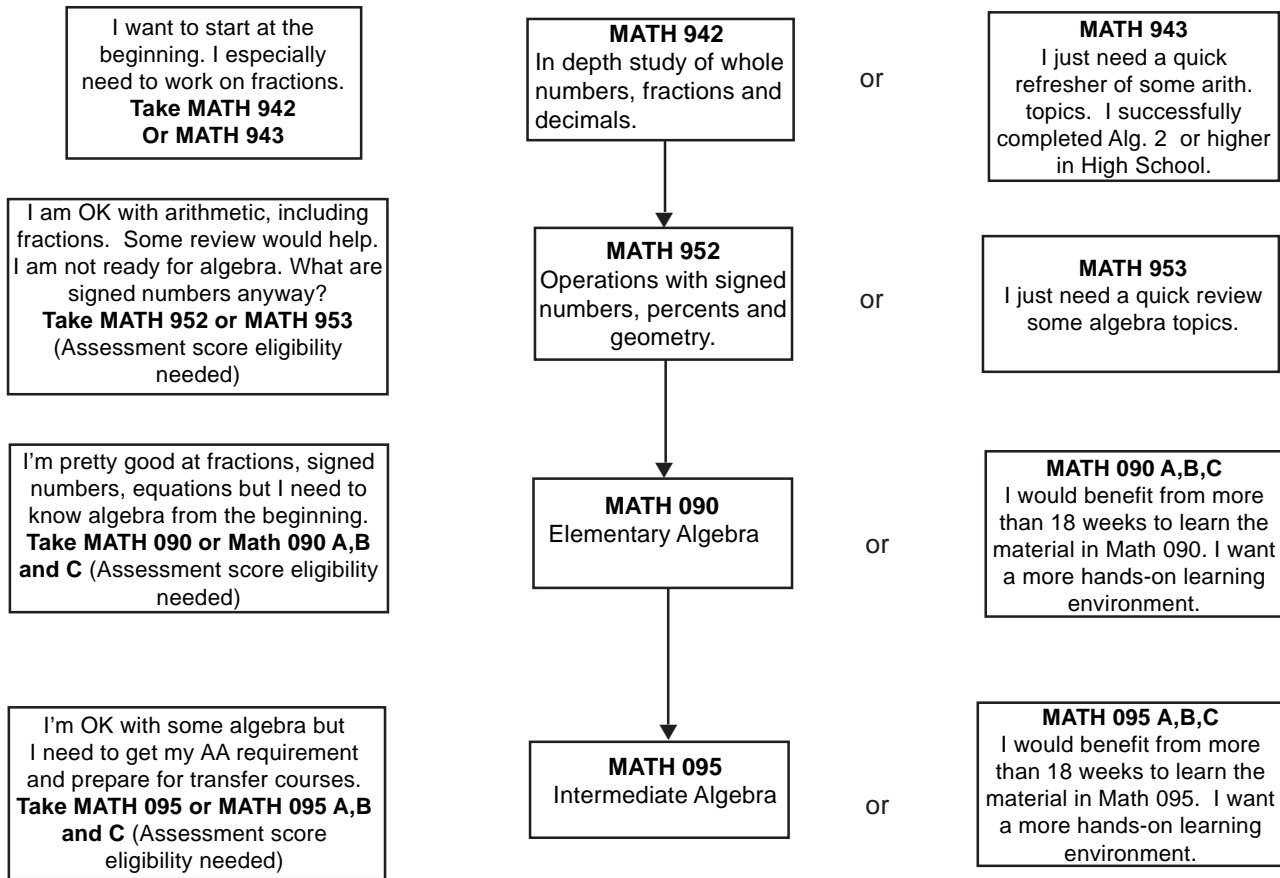 I want to start at the
beginning. I especially
need to work on fractions.
Take MATH 942
Or MATH 943
MATH 942
In depth study of whole
numbers, fractions and
decimals.
or
MATH 943
I just need a quick
refresher of some arith.
topics. I successfully
completed Alg. 2 or higher
in High School.
I am OK with arithmetic, including
fractions. Some review would help.
I am not ready for algebra. What are
signed numbers anyway?
Take MATH 952 or MATH 953
(Assessment score eligibility
needed)
MATH 952
Operations with signed
numbers, percents and
geometry.
or
MATH 953
I just need a quick review
some algebra topics.
I'm pretty good at fractions, signed
numbers, equations but I need to
know algebra from the beginning.
Take MATH 090 or Math 090 A,B
and C (Assessment score eligibility
needed)
MATH 090
Elementary Algebra
or
MATH 090 A,B,C
I would benefit from more
than 18 weeks to learn the
material in Math 090. I want
a more hands-on learning
environment.
I'm OK with some algebra but
I need to get my AA requirement
and prepare for transfer courses.
Take MATH 095 or MATH 095 A,B
and C (Assessment score
eligibility needed)
MATH 095
Intermediate Algebra
or
MATH 095 A,B,C
I would benefit from more
than 18 weeks to learn the
material in Math 095. I want
a more hands-on learning
environment.